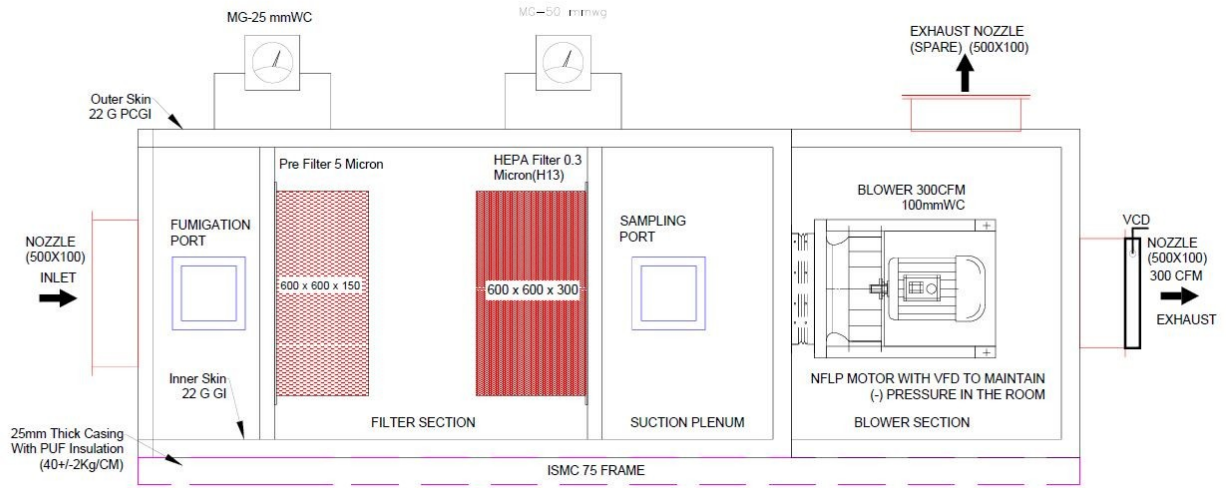 MG-25 mmWC
MG-50 mmwg
EXHAUST NOZZLE
(SPARE) (500X100)
Outer Skin
22 G PCGI
Pre Filter 5 Micron
HEPA Filter 0.3
Micron(H13)
BLOWER 300CFM
100mmWC
FUMIGATION
PORT
SAMPLING
PORT
VCD
NOZZLE
(500X100)
INLET
NOZZLE
(500X100)
300 CFM
EXHAUST
600 x 600 x 150
600 x 600 x 300
Inner Skin
22 G GI
NFLP MOTOR WITH VFD TO MAINTAIN
(-) PRESSURE IN THE ROOM
FILTER SECTION
SUCTION PLENUM
BLOWER SECTION
25mm Thick Casing
With PUF Insulation
(40+/-2Kg/CM)
ISMC 75 FRAME